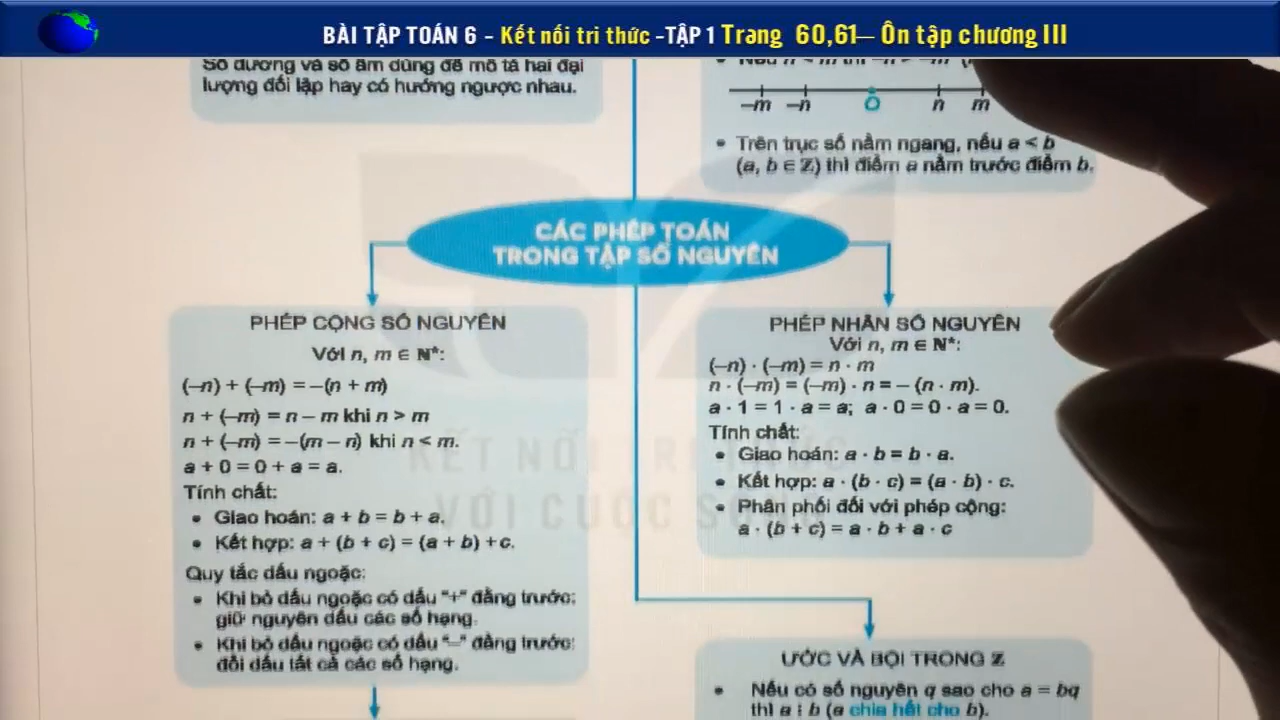 BÀI TẬP TOÁN 6 - Kết nối tri thức -TẬP 1 Trang 60,61– Ôn tập chương III
Số dương và số âm dùng để mô tả hai đại
lượng đối lập hay có hướng ngược nhau.
–m –n O n m
• Trên trục số nằm ngang, nếu a < b
(a, b ∈ ℤ) thì điểm a nằm trước điểm b.
CÁC PHÉP TOÁN
TRONG TẬP SỐ NGUYÊN
PHÉP CỘNG SỐ NGUYÊN
Với n, m ∈ ℕ*:
(–n) + (–m) = –(n + m)
n + (–m) = n – m khi n > m
n + (–m) = –(m – n) khi n < m.
a + 0 = 0 + a = a.
Tính chất:
• Giao hoán: a + b = b + a.
• Kết hợp: a + (b + c) = (a + b) + c.
Quy tắc dấu ngoặc:
• Khi bỏ dấu ngoặc có dấu "+" đằng trước:
giữ nguyên dấu các số hạng.
• Khi bỏ dấu ngoặc có dấu "–" đằng trước:
đổi dấu tất cả các số hạng.
PHÉP NHÂN SỐ NGUYÊN
Với n, m ∈ ℕ*:
(–n) · (–m) = n · m
n · (–m) = (–m) · n = – (n · m).
a · 1 = 1 · a = a; a · 0 = 0 · a = 0.
Tính chất:
• Giao hoán: a · b = b · a.
• Kết hợp: a · (b · c) = (a · b) · c.
• Phân phối đối với phép cộng:
a · (b + c) = a · b + a · c
KẾT NỐI TRI THỨC
VỚI CUỘC SỐNG
ƯỚC VÀ BỘI TRONG ℤ
• Nếu có số nguyên q sao cho a = bq
thì a ⋮ b (a chia hết cho b).